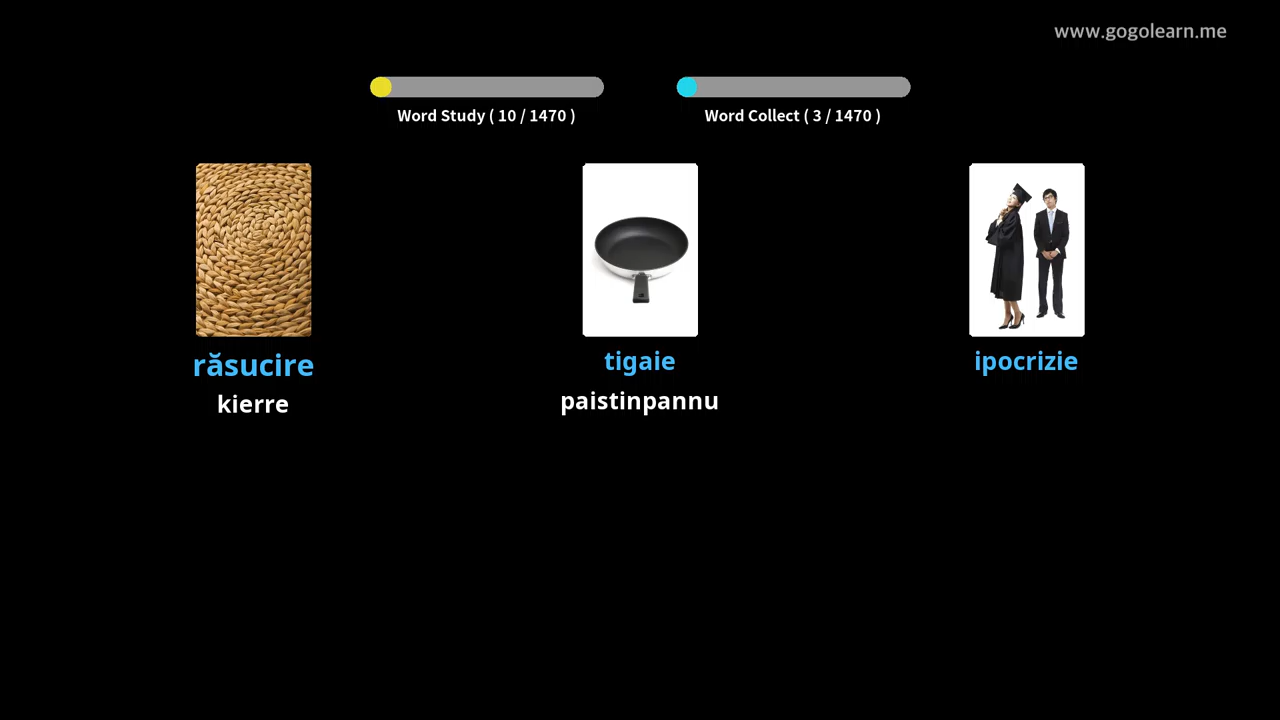 www.gogolearn.me
Word Study ( 10 / 1470 )
Word Collect ( 3 / 1470 )
răsucire
kierre
tigaie
paistinpannu
ipocrizie